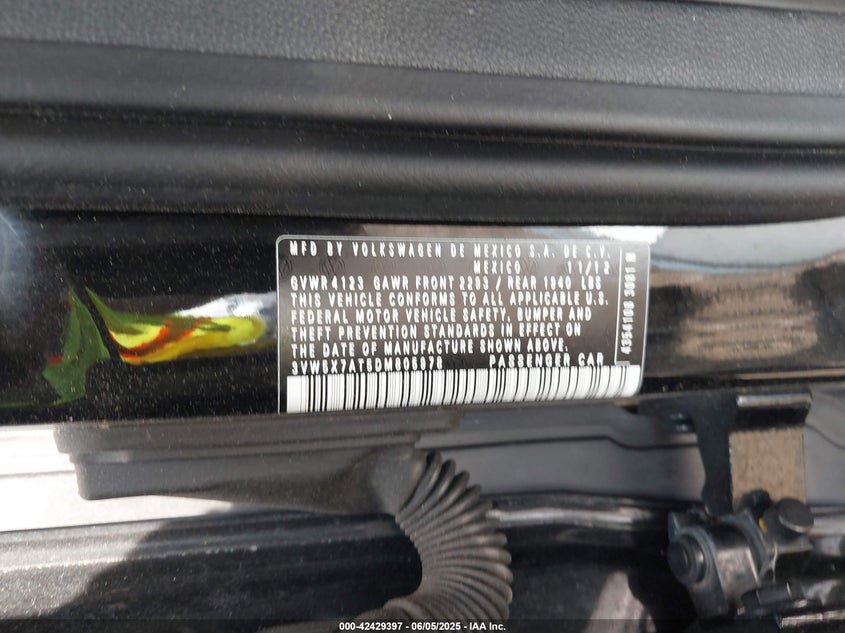 MFD BY VOLKSWAGEN DE MEXICO S.A. DE C.V.
MEXICO 11/12
GVWR 4123 GAWR FRONT 2203 / REAR 1940 LBS
THIS VEHICLE CONFORMS TO ALL APPLICABLE U.S.
FEDERAL MOTOR VEHICLE SAFETY, BUMPER AND
THEFT PREVENTION STANDARDS IN EFFECT ON
THE DATE OF MANUFACTURE SHOWN ABOVE.
PASSENGER CAR
000-42429397 - 06/05/2025 - IAA Inc.